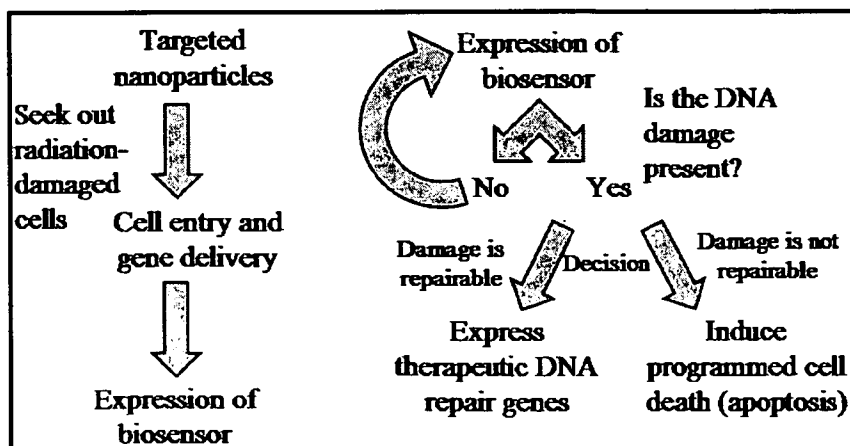 Targeted
nanoparticles
Seek out
radiation-
damaged
cells
Cell entry and
gene delivery
Expression of
biosensor
Expression of
biosensor
Is the DNA
damage
present?
No
Yes
Damage is
repairable
Decision
Damage is not
repairable
Express
therapeutic DNA
repair genes
Induce
programmed cell
death (apoptosis)